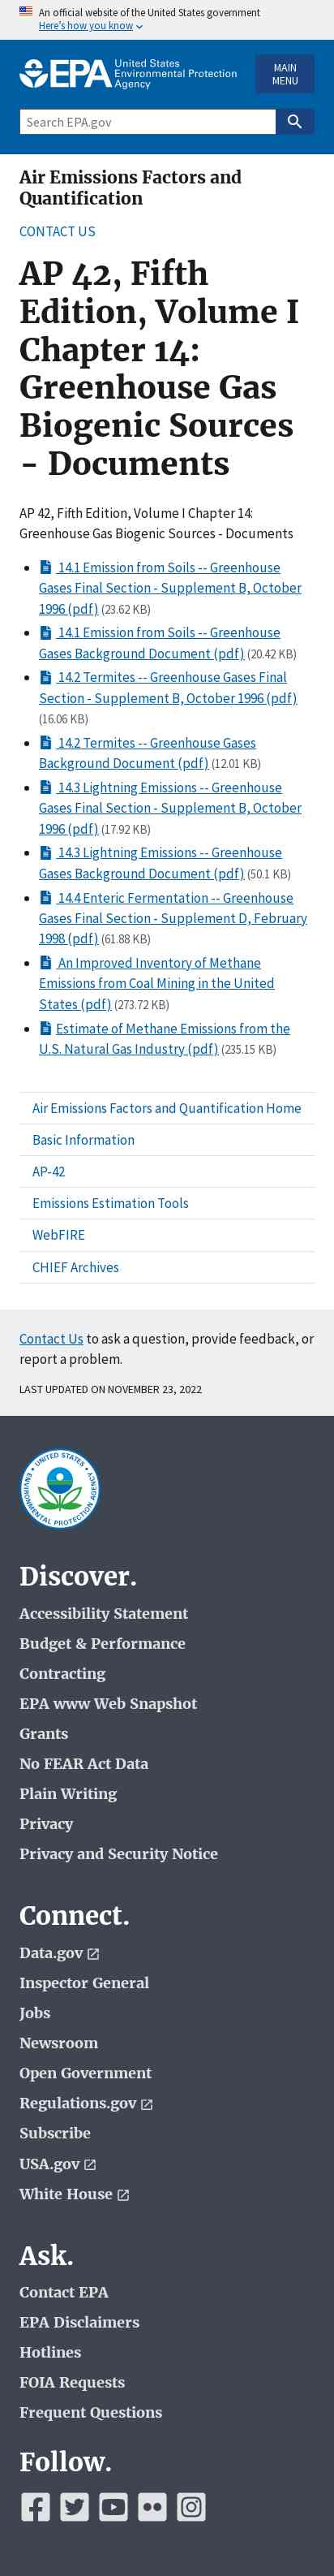 An official website of the United States government
Here's how you know
EPA United States
Environmental Protection
Agency
MAIN
MENU
Search EPA.gov
Air Emissions Factors and
Quantification
CONTACT US
AP 42, Fifth
Edition, Volume I
Chapter 14:
Greenhouse Gas
Biogenic Sources
- Documents
AP 42, Fifth Edition, Volume I Chapter 14:
Greenhouse Gas Biogenic Sources - Documents
14.1 Emission from Soils -- Greenhouse
Gases Final Section - Supplement B, October
1996 (pdf) (23.62 KB)
14.1 Emission from Soils -- Greenhouse
Gases Background Document (pdf) (20.42 KB)
14.2 Termites -- Greenhouse Gases Final
Section - Supplement B, October 1996 (pdf)
(16.06 KB)
14.2 Termites -- Greenhouse Gases
Background Document (pdf) (12.01 KB)
14.3 Lightning Emissions -- Greenhouse
Gases Final Section - Supplement B, October
1996 (pdf) (17.92 KB)
14.3 Lightning Emissions -- Greenhouse
Gases Background Document (pdf) (50.1 KB)
14.4 Enteric Fermentation -- Greenhouse
Gases Final Section - Supplement D, February
1998 (pdf) (61.88 KB)
An Improved Inventory of Methane
Emissions from Coal Mining in the United
States (pdf) (273.72 KB)
Estimate of Methane Emissions from the
U.S. Natural Gas Industry (pdf) (235.15 KB)
Air Emissions Factors and Quantification Home
Basic Information
AP-42
Emissions Estimation Tools
WebFIRE
CHIEF Archives
Contact Us to ask a question, provide feedback, or
report a problem.
LAST UPDATED ON NOVEMBER 23, 2022
UNITED STATES
ENVIRONMENTAL PROTECTION AGENCY
Discover.
Accessibility Statement
Budget & Performance
Contracting
EPA www Web Snapshot
Grants
No FEAR Act Data
Plain Writing
Privacy
Privacy and Security Notice
Connect.
Data.gov
Inspector General
Jobs
Newsroom
Open Government
Regulations.gov
Subscribe
USA.gov
White House
Ask.
Contact EPA
EPA Disclaimers
Hotlines
FOIA Requests
Frequent Questions
Follow.